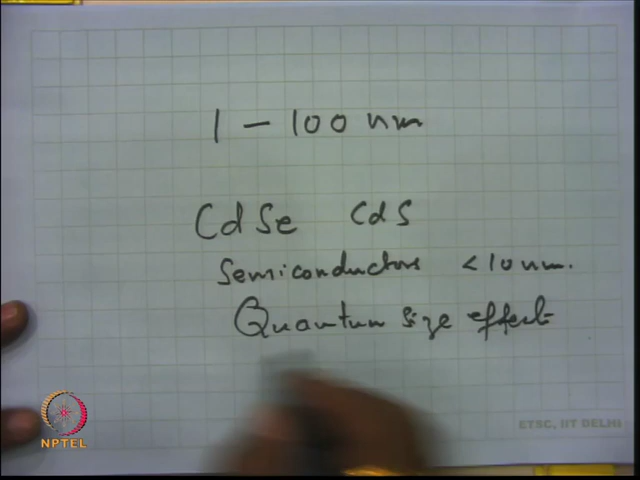 1 - 100 nm
CdSe CdS
Semiconductors <10 nm.
Quantum size effect
NPTEL
ETSC, IIT DELHI